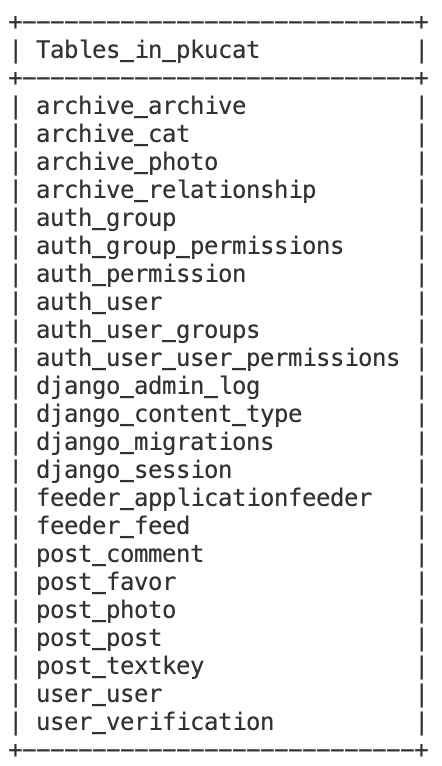 +----------------------------+
| Tables_in_pkucat           |
+----------------------------+
| archive_archive            |
| archive_cat                |
| archive_photo              |
| archive_relationship       |
| auth_group                 |
| auth_group_permissions     |
| auth_permission            |
| auth_user                  |
| auth_user_groups           |
| auth_user_user_permissions |
| django_admin_log           |
| django_content_type        |
| django_migrations          |
| django_session             |
| feeder_applicationfeeder   |
| feeder_feed                |
| post_comment               |
| post_favor                 |
| post_photo                 |
| post_post                  |
| post_textkey               |
| user_user                  |
| user_verification          |
+----------------------------+